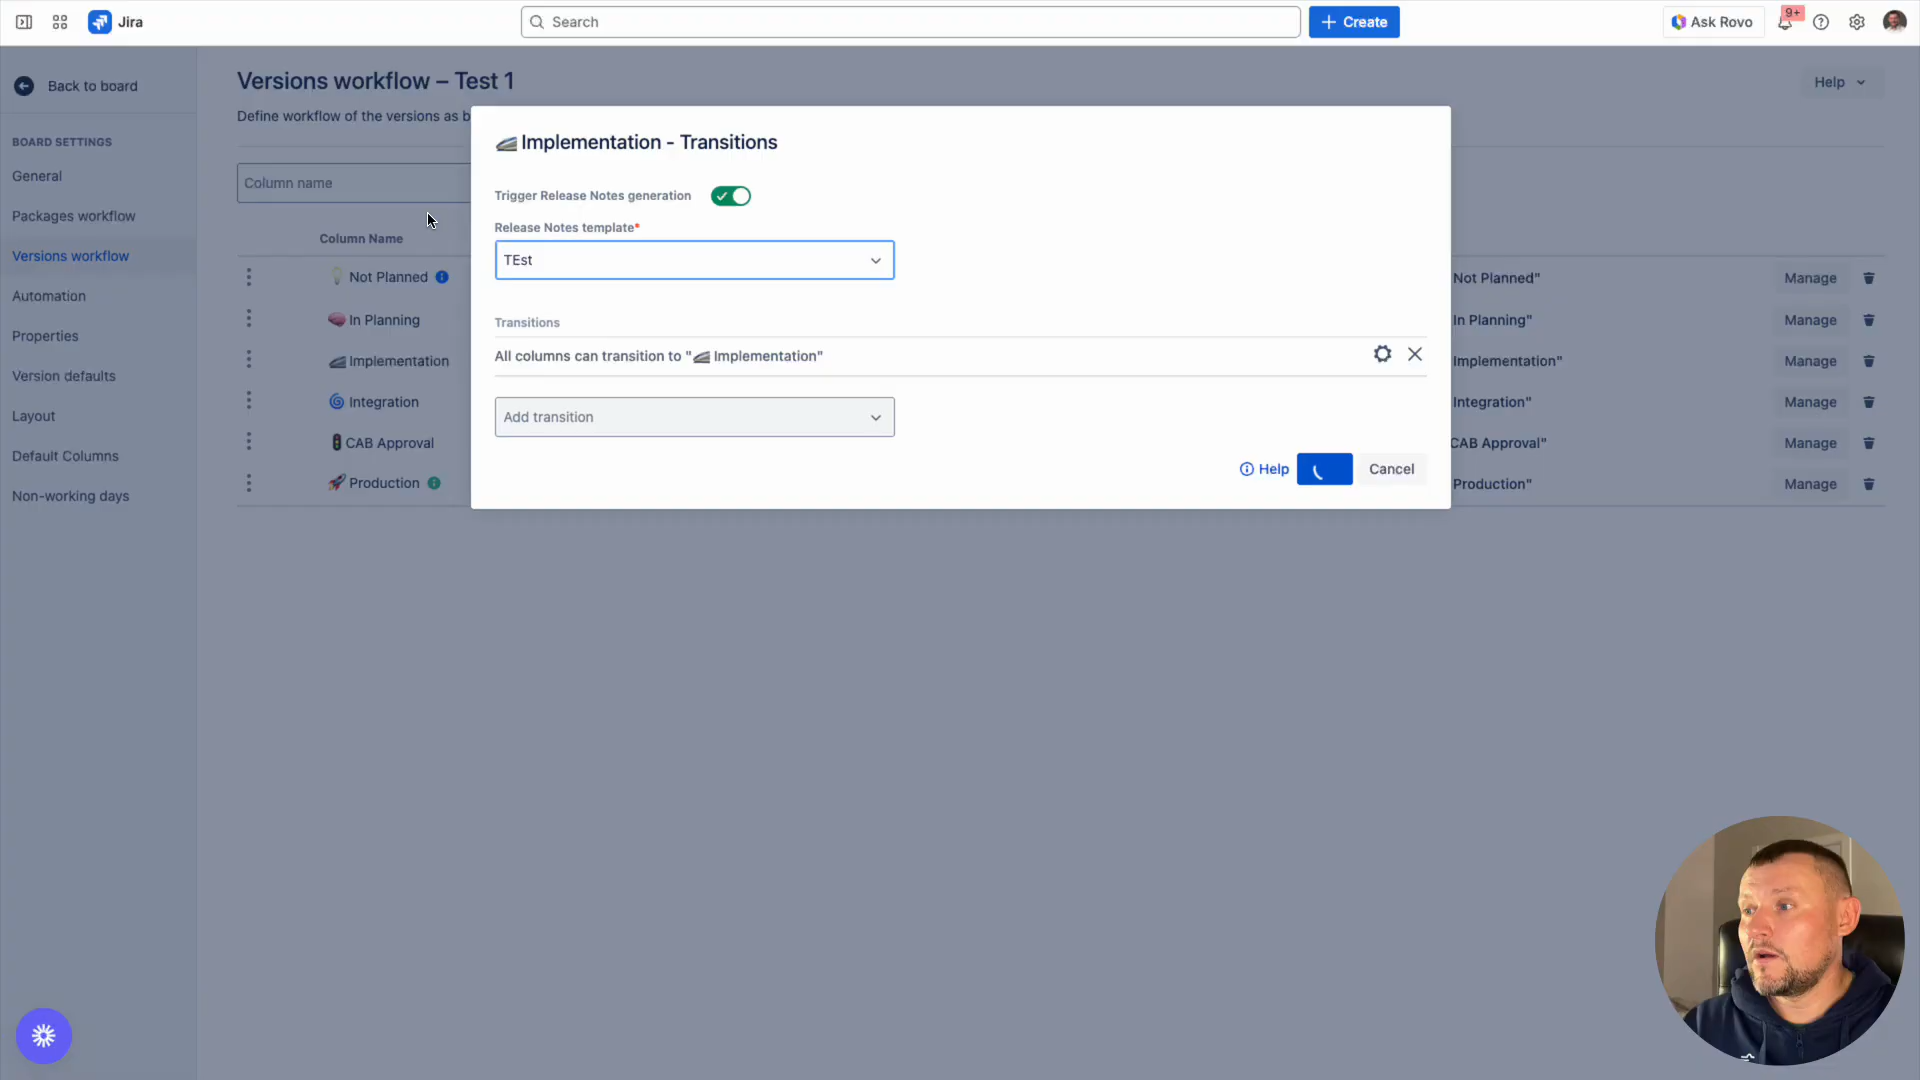 Jira
Search
Create
Ask Rovo
9+
Back to board
Versions workflow – Test 1
Help
Define workflow of the versions as b
BOARD SETTINGS
General
Packages workflow
Versions workflow
Automation
Properties
Version defaults
Layout
Default Columns
Non-working days
Column name
Column Name
Not Planned
In Planning
Implementation
Integration
CAB Approval
Production
Implementation - Transitions
Trigger Release Notes generation
Release Notes template*
TEst
Transitions
All columns can transition to " Implementation"
Add transition
Help
Cancel
Not Planned"
Manage
In Planning"
Manage
Implementation"
Manage
Integration"
Manage
CAB Approval"
Manage
Production"
Manage